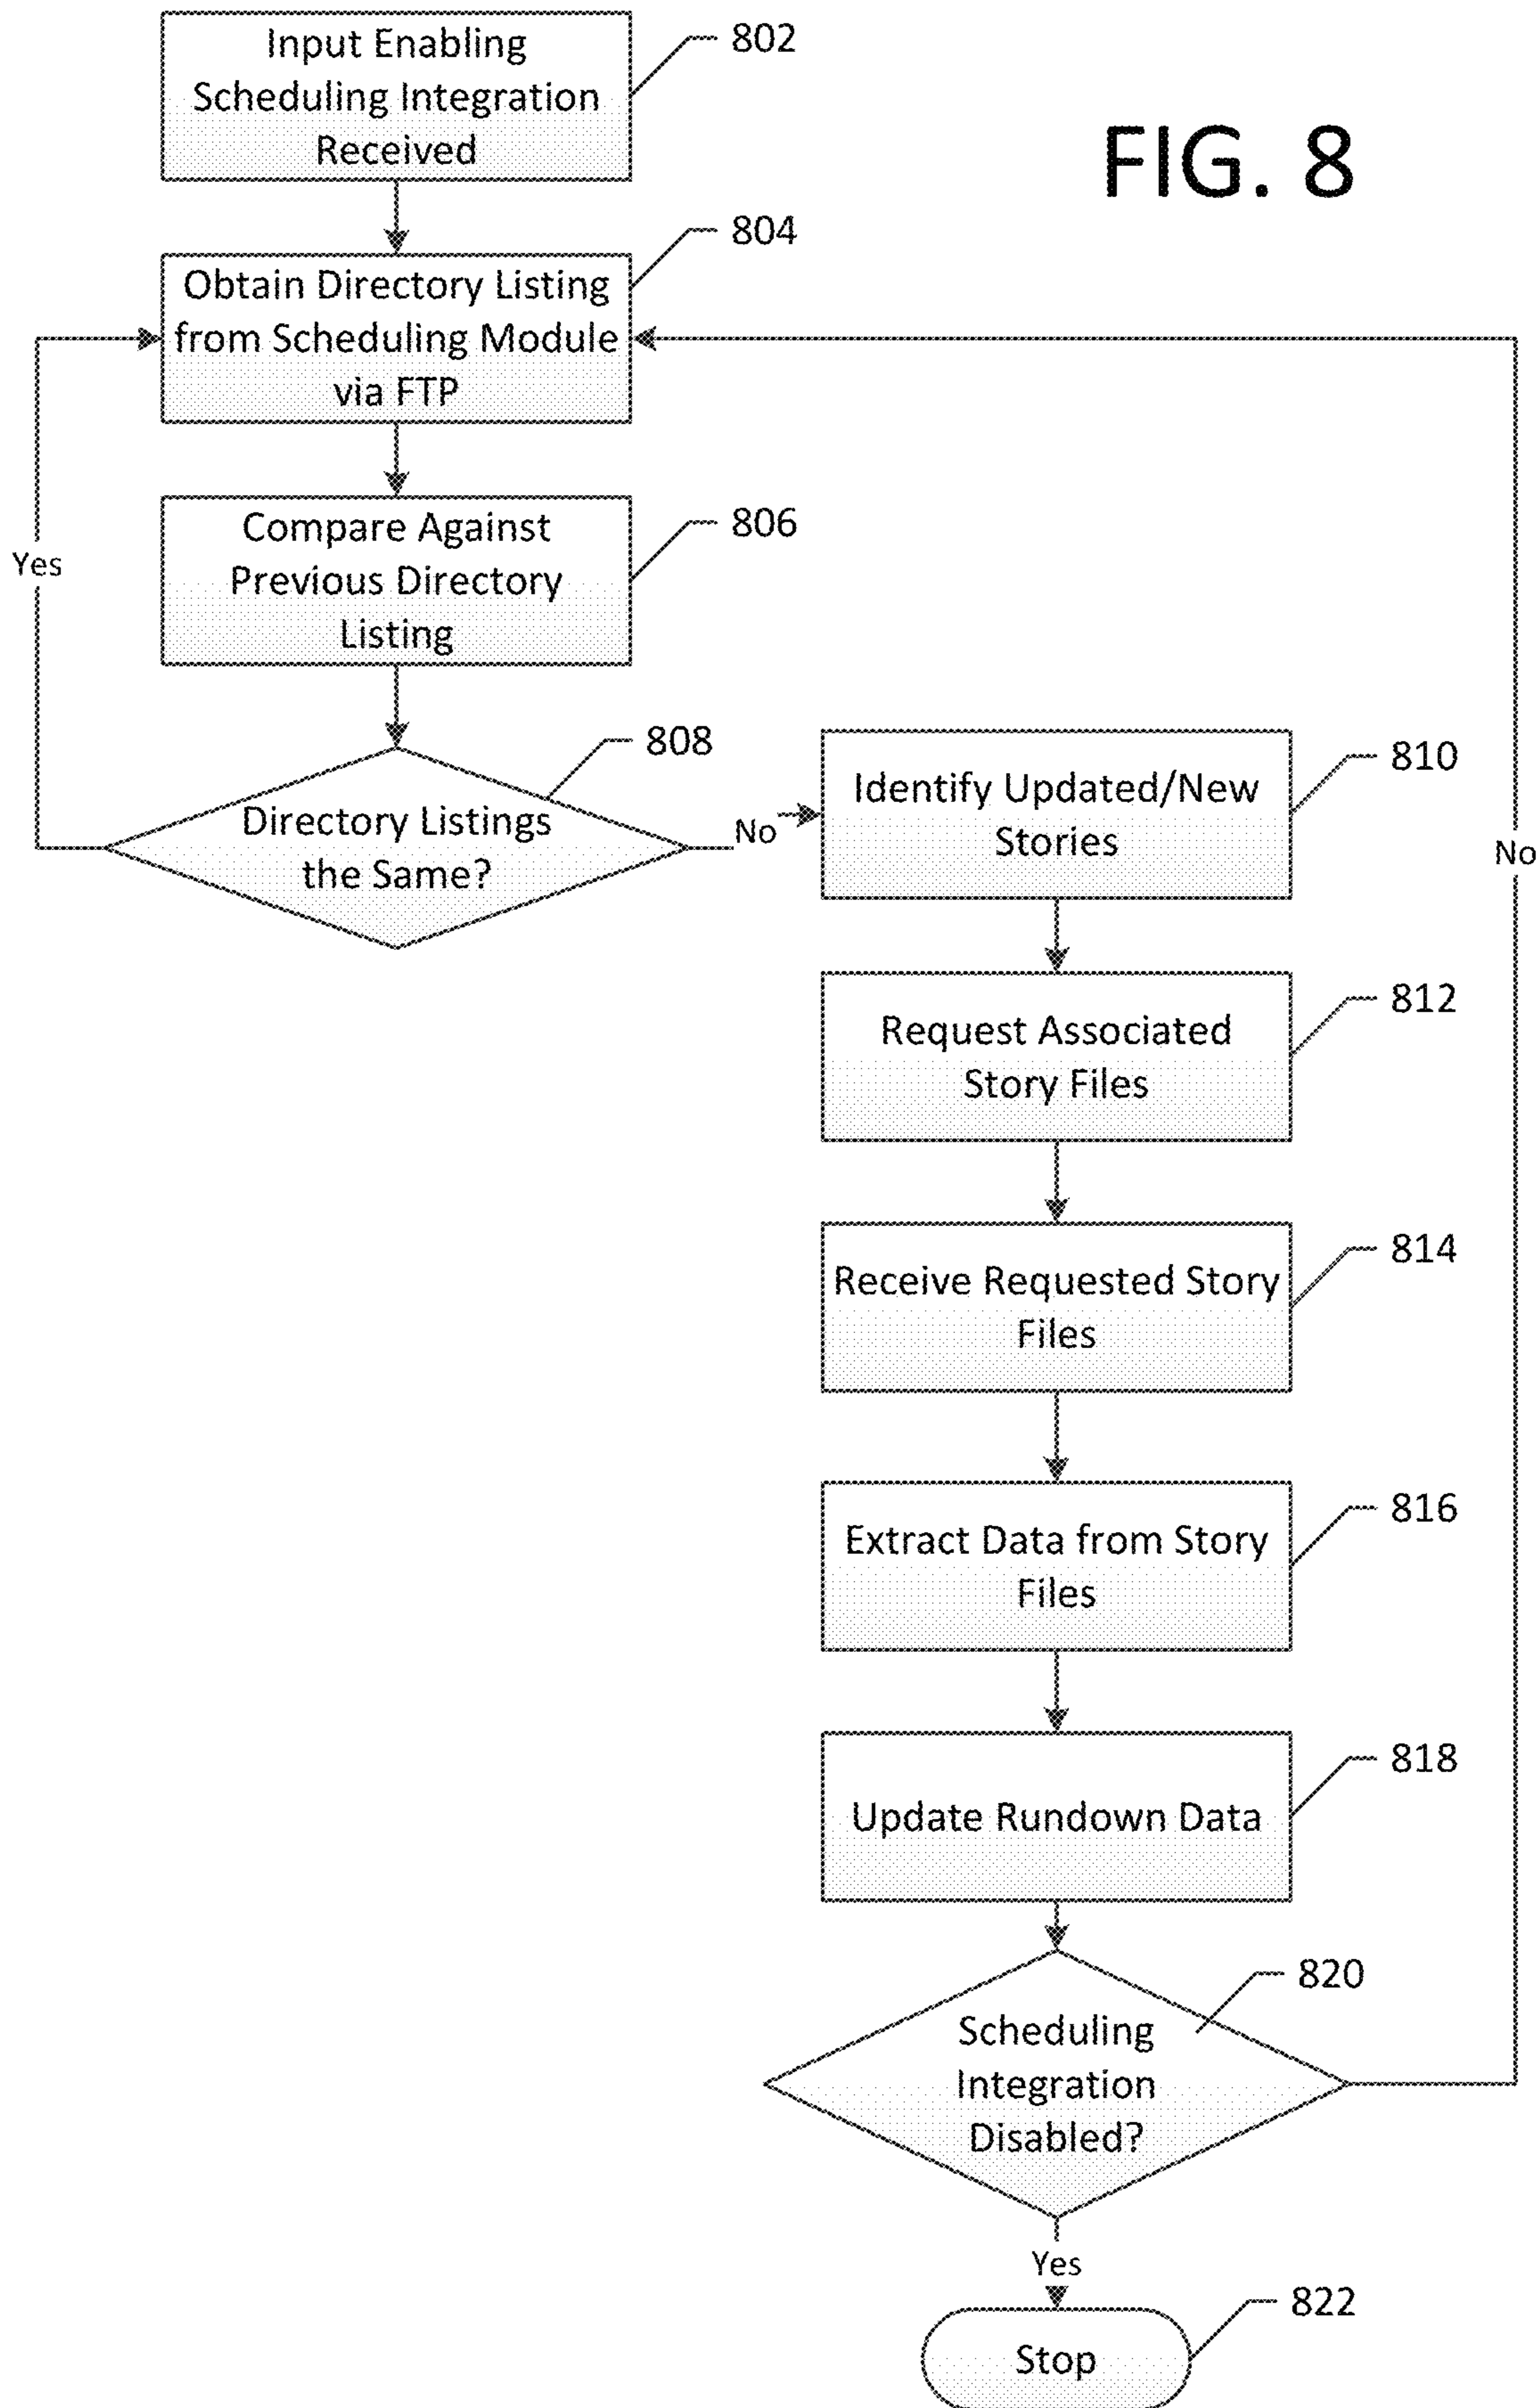 Input Enabling
Scheduling Integration
Received
802
FIG. 8
Obtain Directory Listing
from Scheduling Module
via FTP
804
Compare Against
Previous Directory
Listing
806
Yes
Directory Listings
the Same?
808
No
Identify Updated/New
Stories
810
No
Request Associated
Story Files
812
Receive Requested Story
Files
814
Extract Data from Story
Files
816
Update Rundown Data
818
Scheduling
Integration
Disabled?
820
Yes
Stop
822